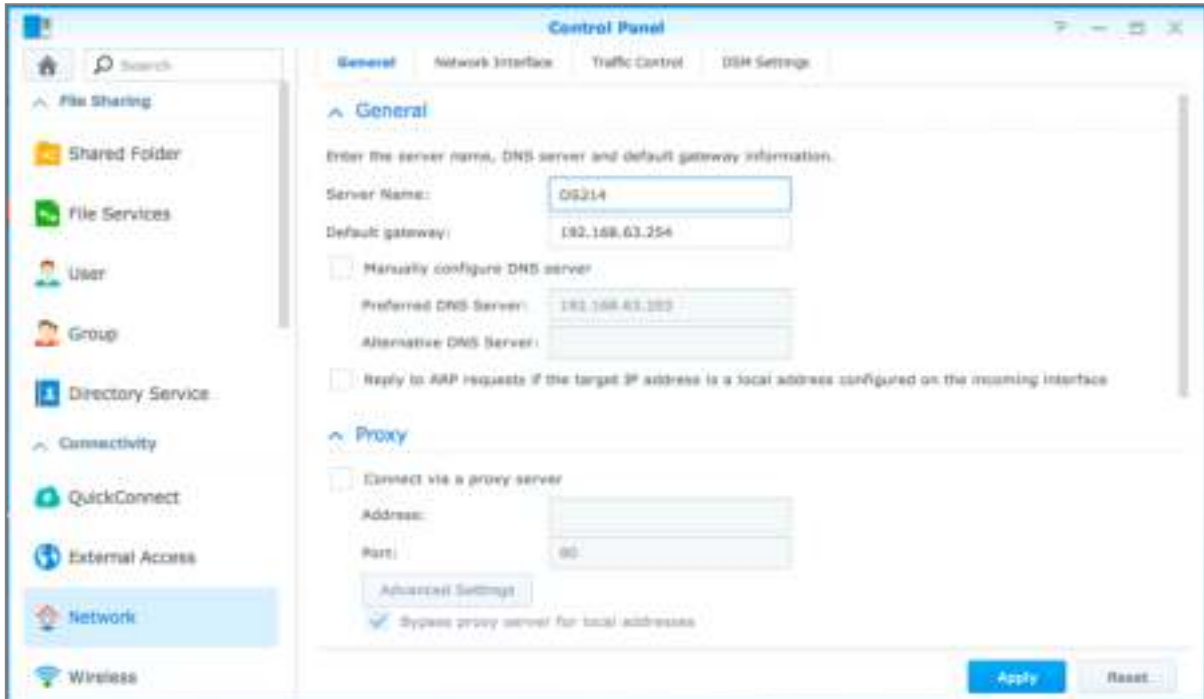 Control Panel
Search
General Network Interface Traffic Control DSM Settings
File Sharing
Shared Folder
File Services
User
Group
Directory Service
Connectivity
QuickConnect
External Access
Network
Wireless
General
Enter the server name, DNS server and default gateway information.
Server Name: DS214
Default gateway: 192.168.63.254
Manually configure DNS server
Preferred DNS Server:
Alternative DNS Server:
Reply to ARP requests if the target IP address is a local address configured on the incoming interface
Proxy
Connect via a proxy server
Address:
Port: 80
Advanced Settings
Bypass proxy server for local addresses
Apply Reset